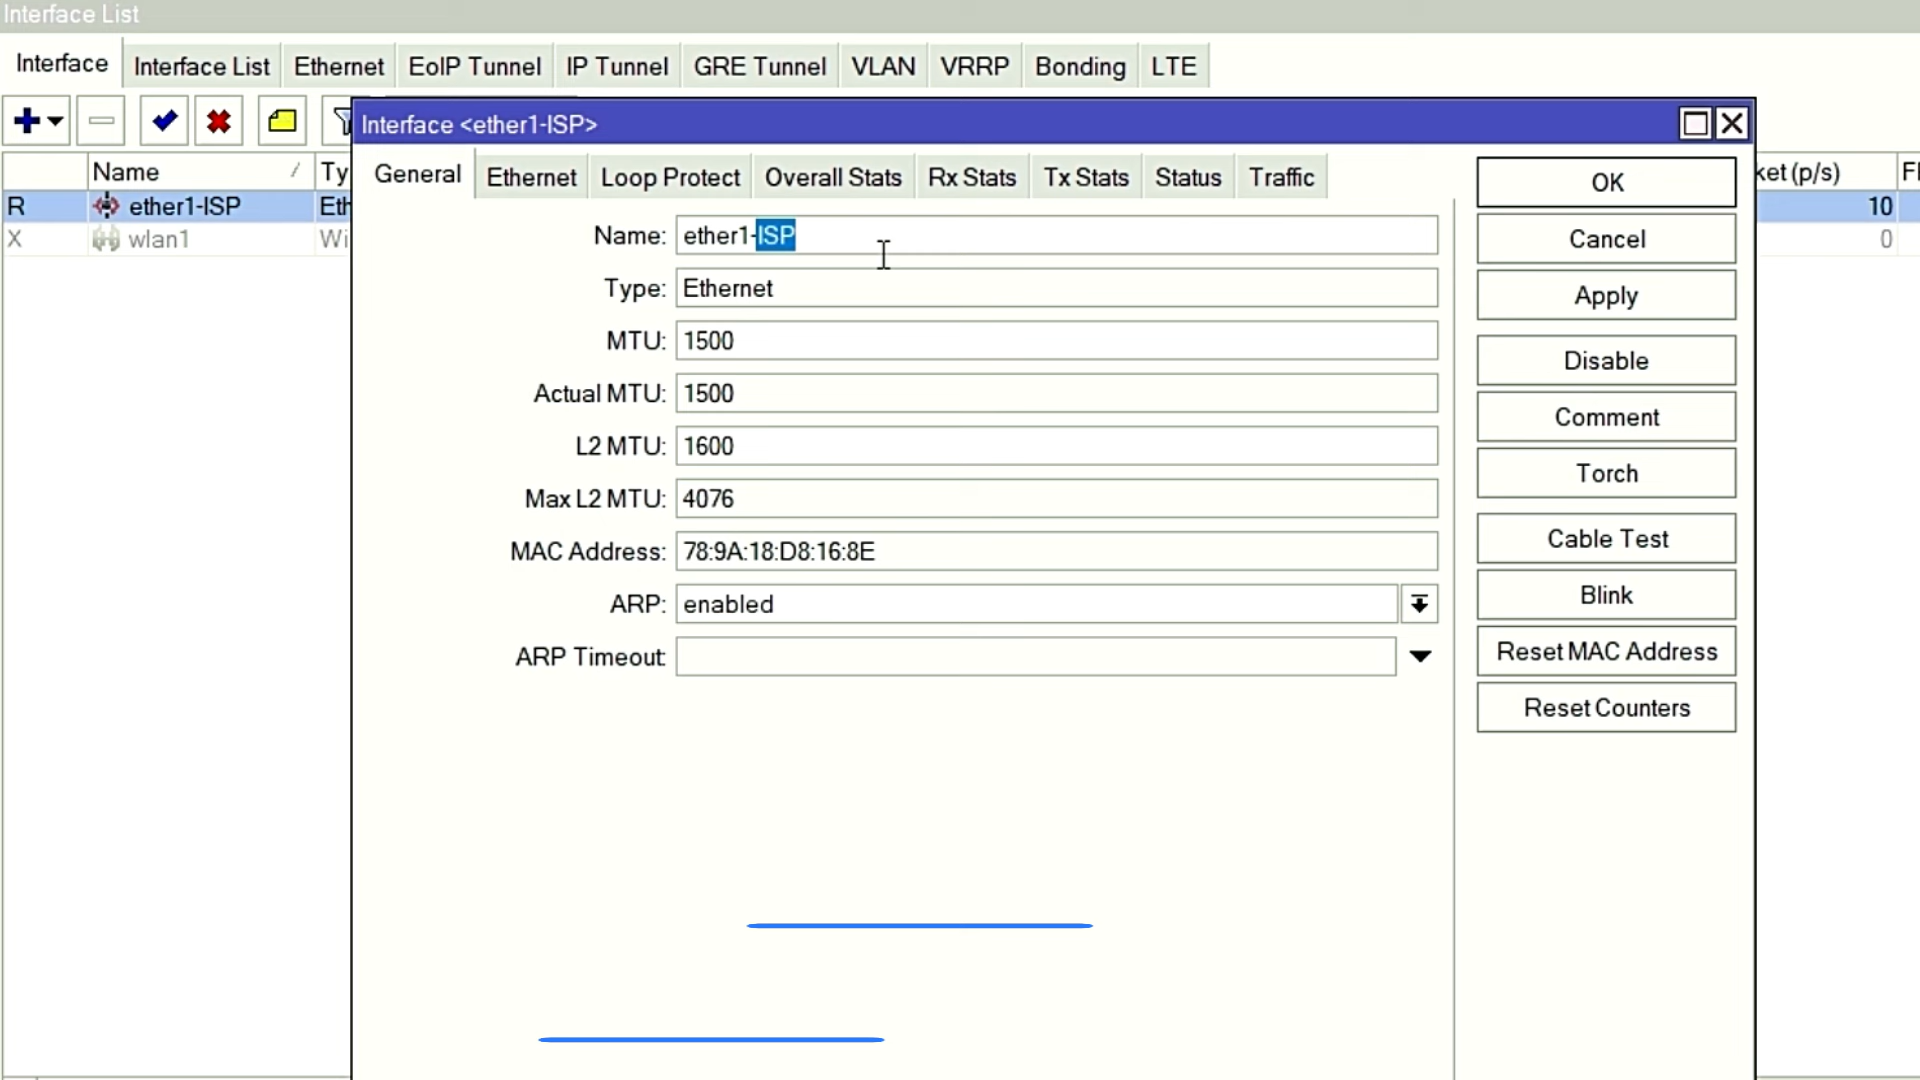 Interface List
Interface Interface List Ethernet EoIP Tunnel IP Tunnel GRE Tunnel VLAN VRRP Bonding LTE
Interface <ether1-ISP>
Name
R ether1-ISP
X wlan1
10
0
General Ethernet Loop Protect Overall Stats Rx Stats Tx Stats Status Traffic
Name: ether1-ISP
Type: Ethernet
MTU: 1500
Actual MTU: 1500
L2 MTU: 1600
Max L2 MTU: 4076
MAC Address: 78:9A:18:D8:16:8E
ARP: enabled
ARP Timeout:
OK
Cancel
Apply
Disable
Comment
Torch
Cable Test
Blink
Reset MAC Address
Reset Counters